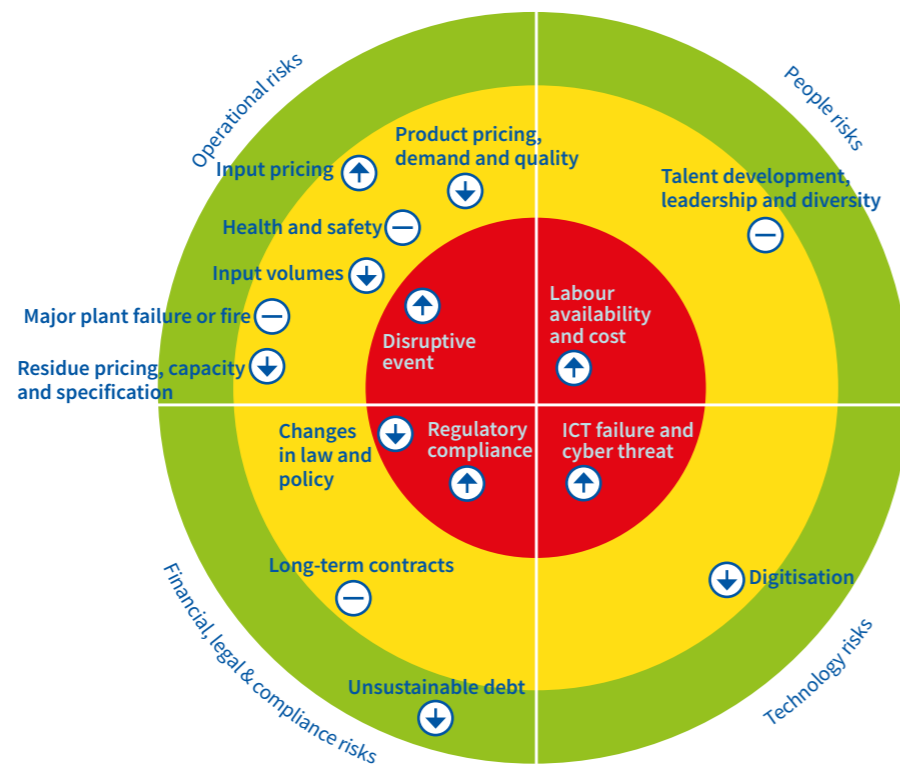 Operational risks
People risks
Product pricing,
demand and quality
Input pricing
Talent development,
leadership and diversity
Health and safety
Input volumes
Major plant failure or fire
Disruptive
event
Labour
availability
and cost
Residue pricing, capacity
and specification
Changes
in law and
policy
Regulatory
compliance
ICT failure and
cyber threat
Long-term contracts
Digitisation
Unsustainable debt
Financial, legal & compliance risks
Technology risks